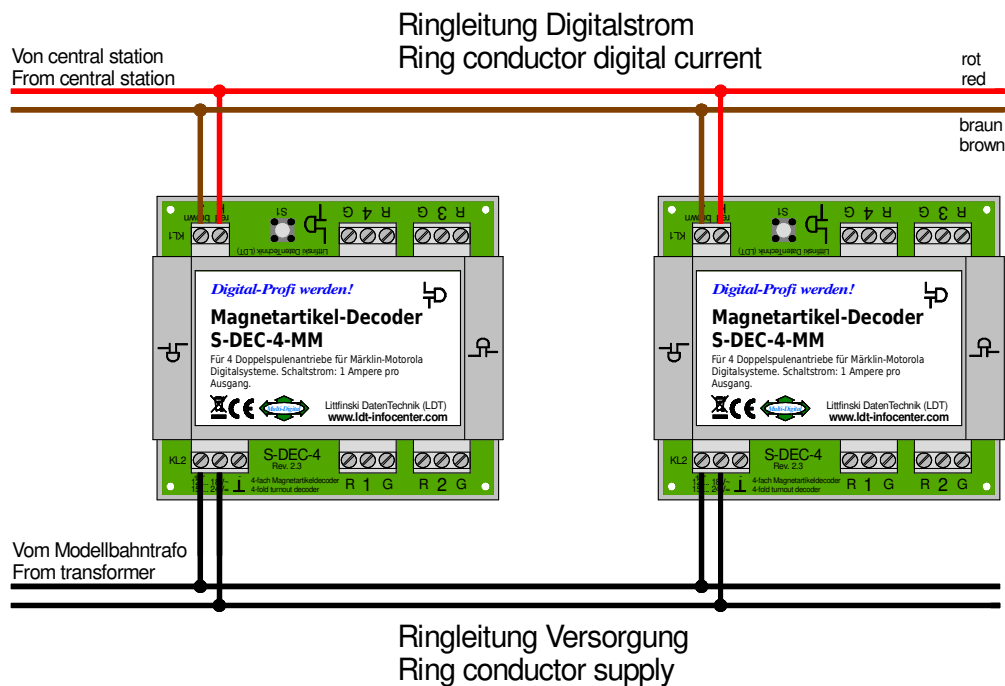 Ringleitung Digitalstrom
Ring conductor digital current
Von central station
From central station
rot
red
braun
brown
brown
red
KL1
S1
G 4 R
G 3 R
Littfinski DatenTechnik (LDT)
Digital-Profi werden!
Magnetartikel-Decoder
S-DEC-4-MM
Für 4 Doppelspulenantriebe für Märklin-Motorola
Digitalsysteme. Schaltstrom: 1 Ampere pro
Ausgang.
Multi-Digital
Littfinski DatenTechnik (LDT)
www.ldt-infocenter.com
KL2
S-DEC-4
Rev. 2.3
4-fach Magnetartikeldecoder
4-fold turnout decoder
R 1 G
R 2 G
brown
red
KL1
S1
G 4 R
G 3 R
Littfinski DatenTechnik (LDT)
Digital-Profi werden!
Magnetartikel-Decoder
S-DEC-4-MM
Für 4 Doppelspulenantriebe für Märklin-Motorola
Digitalsysteme. Schaltstrom: 1 Ampere pro
Ausgang.
Multi-Digital
Littfinski DatenTechnik (LDT)
www.ldt-infocenter.com
KL2
S-DEC-4
Rev. 2.3
4-fach Magnetartikeldecoder
4-fold turnout decoder
R 1 G
R 2 G
Vom Modellbahntrafo
From transformer
Ringleitung Versorgung
Ring conductor supply